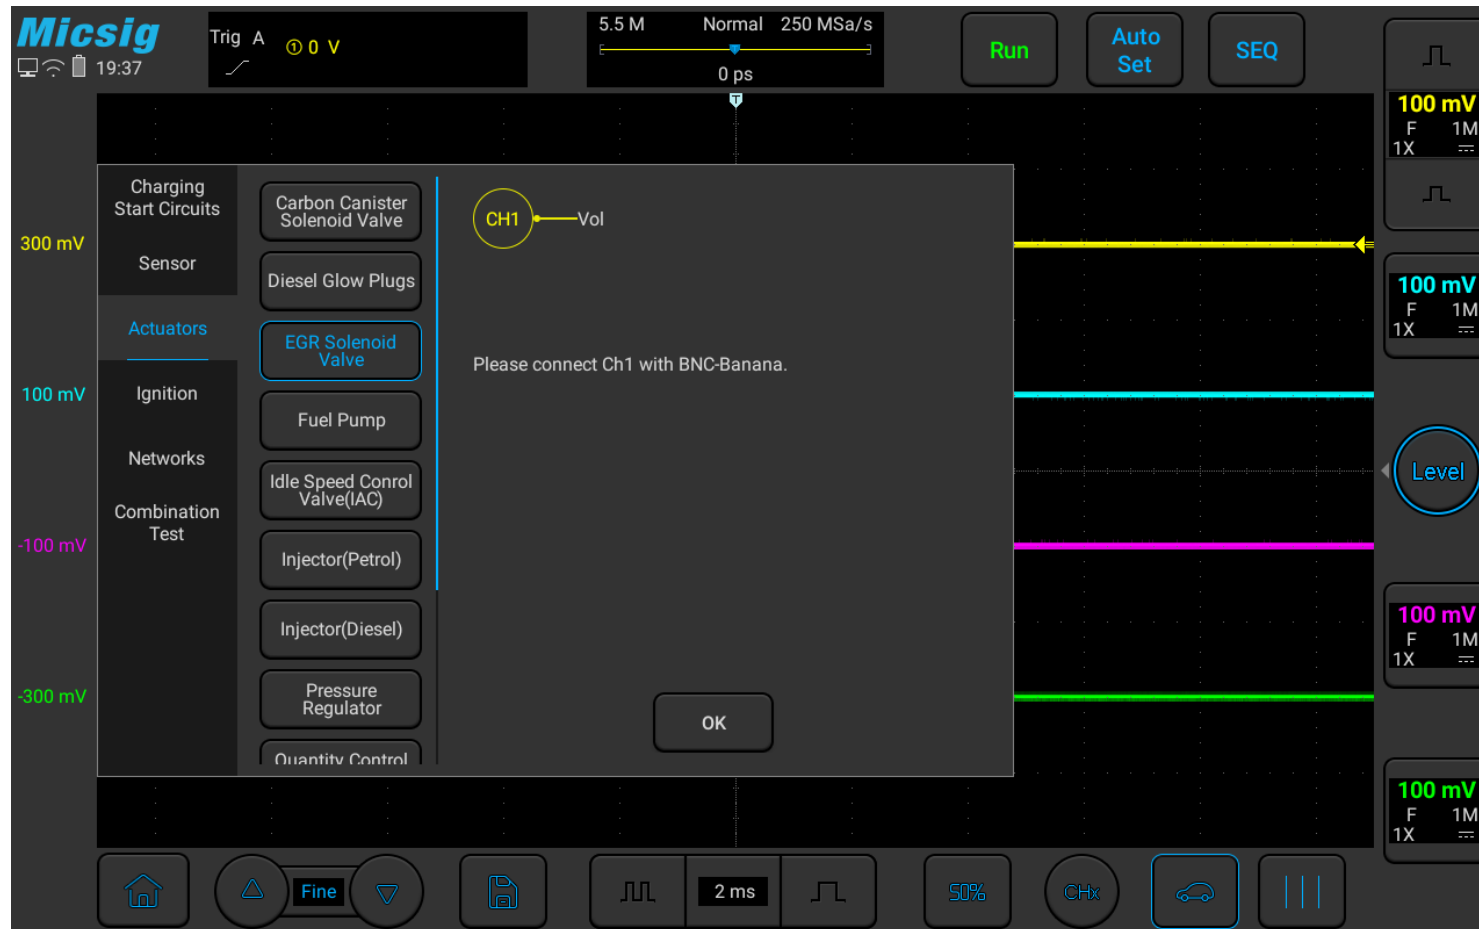 Micsig
19:37
Trig A
① 0 V
5.5 M Normal 250 MSa/s
0 ps
Run
Auto
Set
SEQ
T
100 mV
F 1M
1X
300 mV
100 mV
-100 mV
-300 mV
Charging
Start Circuits
Sensor
Actuators
Ignition
Networks
Combination
Test
Carbon Canister
Solenoid Valve
Diesel Glow Plugs
EGR Solenoid
Valve
Fuel Pump
Idle Speed Conrol
Valve(IAC)
Injector(Petrol)
Injector(Diesel)
Pressure
Regulator
Quantity Control
CH1 Vol
Please connect Ch1 with BNC-Banana.
OK
100 mV
F 1M
1X
Level
100 mV
F 1M
1X
100 mV
F 1M
1X
Fine
2 ms
50%
CHx